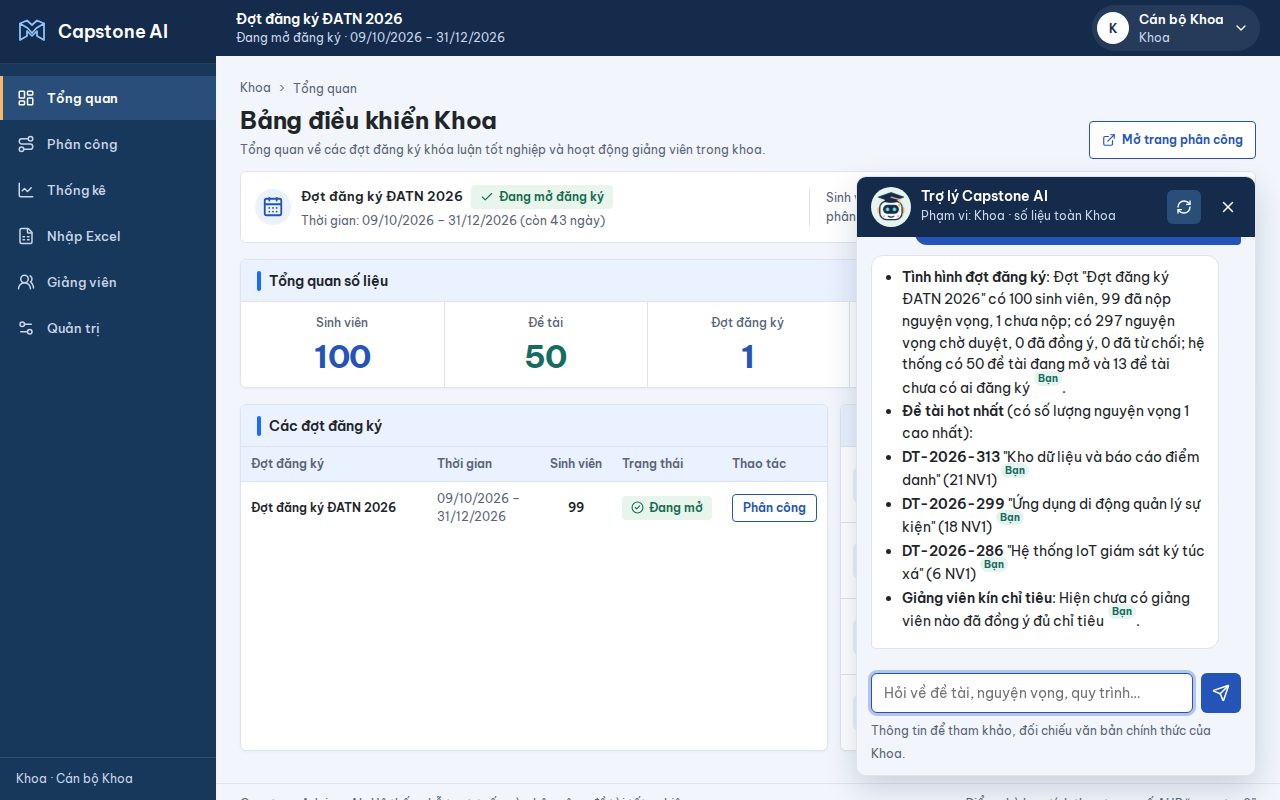 Capstone AI
Đợt đăng ký ĐATN 2026
Đang mở đăng ký · 09/10/2026 – 31/12/2026
K
Cán bộ Khoa
Khoa
Tổng quan
Phân công
Thống kê
Nhập Excel
Giảng viên
Quản trị
Khoa · Cán bộ Khoa
Khoa › Tổng quan
Bảng điều khiển Khoa
Tổng quan về các đợt đăng ký khóa luận tốt nghiệp và hoạt động giảng viên trong khoa.
Mở trang phân công
Đợt đăng ký ĐATN 2026 Đang mở đăng ký
Thời gian: 09/10/2026 – 31/12/2026 (còn 43 ngày)
Sinh
phân
Tổng quan số liệu
Sinh viên Đề tài Đợt đăng ký
100 50 1
Các đợt đăng ký
Đợt đăng ký Thời gian Sinh viên Trạng thái Thao tác
Đợt đăng ký ĐATN 2026 09/10/2026 – 31/12/2026 99 Đang mở Phân công
Trợ lý Capstone AI
Phạm vi: Khoa · số liệu toàn Khoa
Tình hình đợt đăng ký: Đợt "Đợt đăng ký
ĐATN 2026" có 100 sinh viên, 99 đã nộp
nguyện vọng, 1 chưa nộp; có 297 nguyện
vọng chờ duyệt, 0 đã đồng ý, 0 đã từ chối; hệ
thống có 50 đề tài đang mở và 13 đề tài
chưa có ai đăng ký Bạn .
Đề tài hot nhất (có số lượng nguyện vọng 1
cao nhất):
DT-2026-313 "Kho dữ liệu và báo cáo điểm
danh" (21 NV1) Bạn
DT-2026-299 "Ứng dụng di động quản lý sự
kiện" (18 NV1) Bạn
DT-2026-286 "Hệ thống IoT giám sát ký túc
xá" (6 NV1) Bạn
Giảng viên kín chỉ tiêu: Hiện chưa có giảng
viên nào đã đồng ý đủ chỉ tiêu Bạn .
Hỏi về đề tài, nguyện vọng, quy trình...
Thông tin để tham khảo, đối chiếu văn bản chính thức của
Khoa.